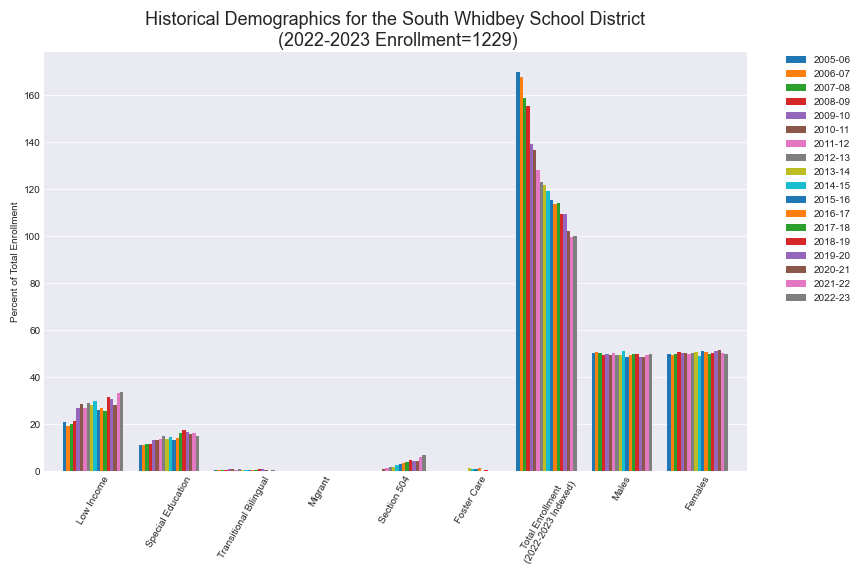 Historical Demographics for the South Whidbey School District
(2022-2023 Enrollment=1229)
Percent of Total Enrollment
160
140
120
100
80
60
40
20
0
Low Income
Special Education
Transitional Bilingual
Migrant
Section 504
Foster Care
Total Enrollment
(2022-2023 Indexed)
Males
Females
2005-06
2006-07
2007-08
2008-09
2009-10
2010-11
2011-12
2012-13
2013-14
2014-15
2015-16
2016-17
2017-18
2018-19
2019-20
2020-21
2021-22
2022-23